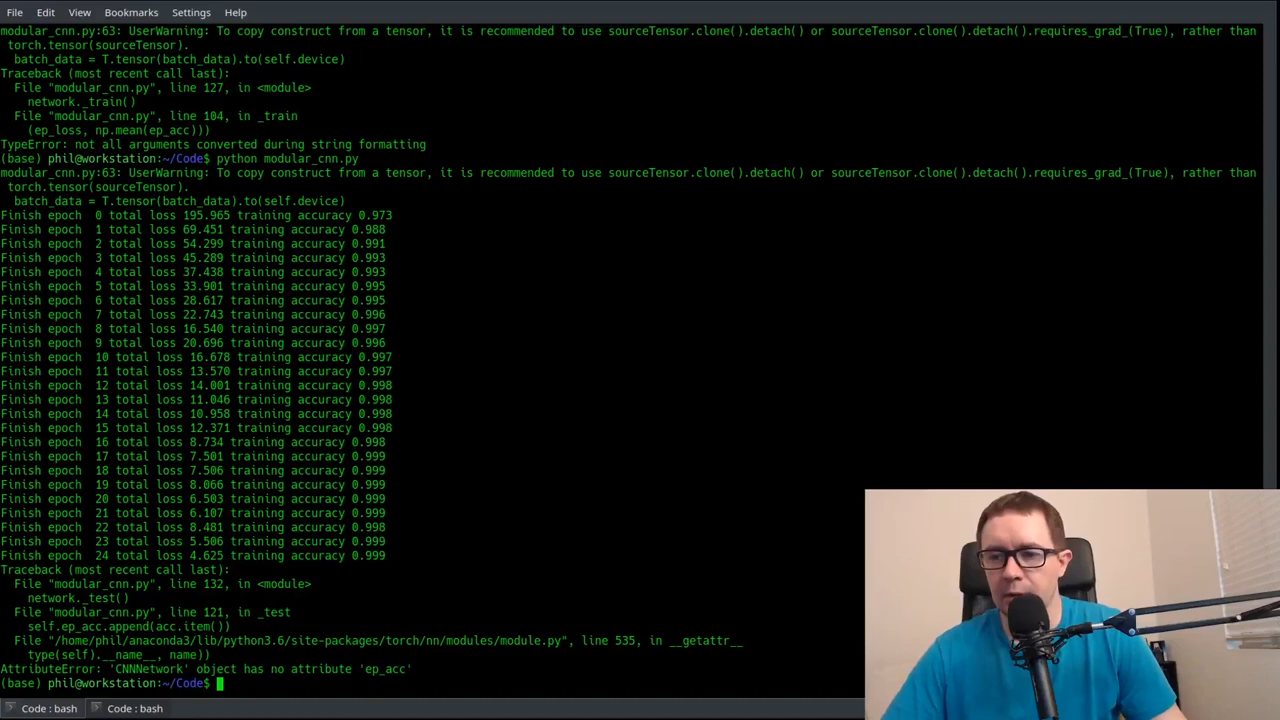 File Edit View Bookmarks Settings Help
modular_cnn.py:63: UserWarning: To copy construct from a tensor, it is recommended to use sourceTensor.clone().detach() or sourceTensor.clone().detach().requires_grad_(True), rather than
torch.tensor(sourceTensor).
batch_data = T.tensor(batch_data).to(self.device)
Traceback (most recent call last):
File "modular_cnn.py", line 127, in <module>
network._train()
File "modular_cnn.py", line 104, in _train
(ep_loss, np.mean(ep_acc)))
TypeError: not all arguments converted during string formatting
(base) phil@workstation:~/Code$ python modular_cnn.py
modular_cnn.py:63: UserWarning: To copy construct from a tensor, it is recommended to use sourceTensor.clone().detach() or sourceTensor.clone().detach().requires_grad_(True), rather than
torch.tensor(sourceTensor).
batch_data = T.tensor(batch_data).to(self.device)
Finish epoch  0 total loss 195.965 training accuracy 0.973
Finish epoch  1 total loss 69.451 training accuracy 0.988
Finish epoch  2 total loss 54.299 training accuracy 0.991
Finish epoch  3 total loss 45.289 training accuracy 0.993
Finish epoch  4 total loss 37.438 training accuracy 0.993
Finish epoch  5 total loss 33.901 training accuracy 0.995
Finish epoch  6 total loss 28.617 training accuracy 0.995
Finish epoch  7 total loss 22.743 training accuracy 0.996
Finish epoch  8 total loss 16.540 training accuracy 0.997
Finish epoch  9 total loss 20.696 training accuracy 0.996
Finish epoch  10 total loss 16.678 training accuracy 0.997
Finish epoch  11 total loss 13.570 training accuracy 0.997
Finish epoch  12 total loss 14.001 training accuracy 0.998
Finish epoch  13 total loss 11.046 training accuracy 0.998
Finish epoch  14 total loss 10.958 training accuracy 0.998
Finish epoch  15 total loss 12.371 training accuracy 0.998
Finish epoch  16 total loss 8.734 training accuracy 0.998
Finish epoch  17 total loss 7.501 training accuracy 0.999
Finish epoch  18 total loss 7.506 training accuracy 0.999
Finish epoch  19 total loss 8.066 training accuracy 0.999
Finish epoch  20 total loss 6.503 training accuracy 0.999
Finish epoch  21 total loss 6.107 training accuracy 0.999
Finish epoch  22 total loss 8.481 training accuracy 0.998
Finish epoch  23 total loss 5.506 training accuracy 0.999
Finish epoch  24 total loss 4.625 training accuracy 0.999
Traceback (most recent call last):
File "modular_cnn.py", line 132, in <module>
network._test()
File "modular_cnn.py", line 121, in _test
self.ep_acc.append(acc.item())
File "/home/phil/anaconda3/lib/python3.6/site-packages/torch/nn/modules/module.py", line 535, in __getattr__
type(self).__name__, name))
AttributeError: 'CNNNetwork' object has no attribute 'ep_acc'
(base) phil@workstation:~/Code$
Code : bash Code : bash